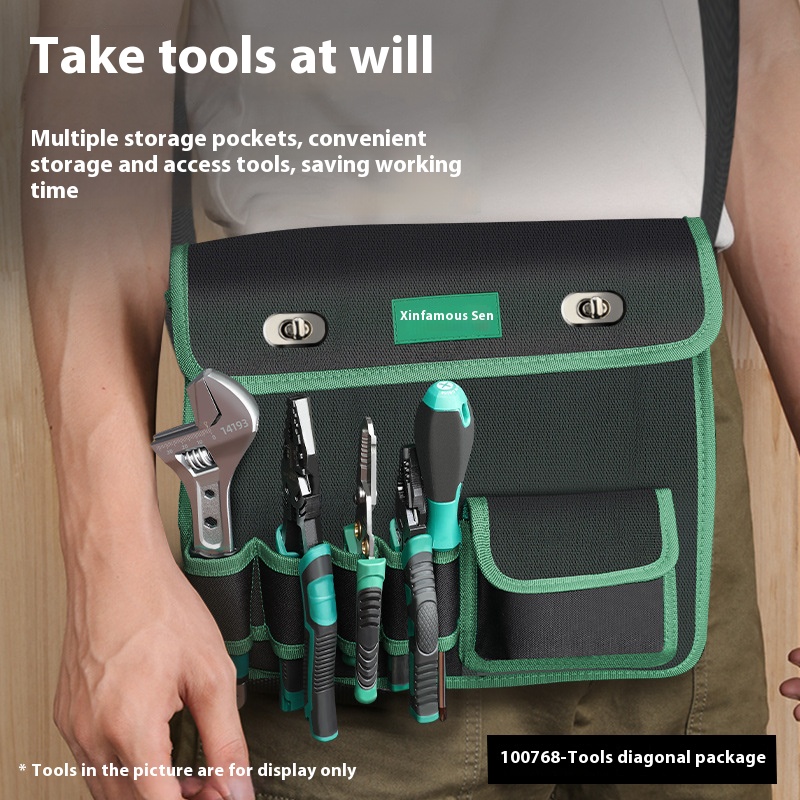 Take tools at will
Multiple storage pockets, convenient
storage and access tools, saving working
time
Xinfamous Sen
14193
* Tools in the picture are for display only
100768-Tools diagonal package